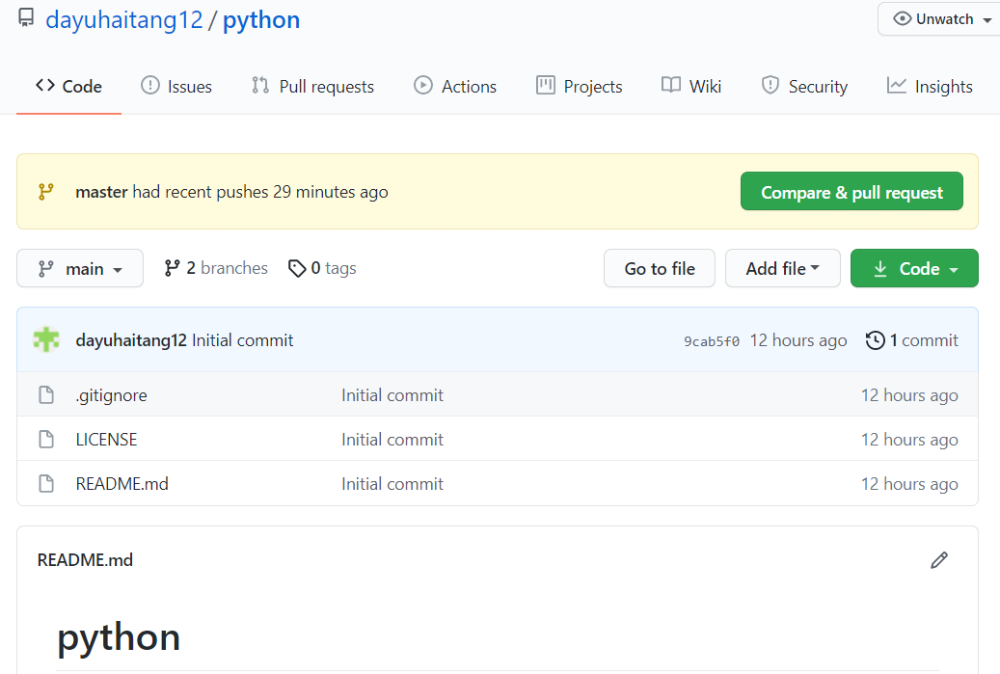 dayuhaitang12 / python
Unwatch
Code Issues Pull requests Actions Projects Wiki Security Insights
master had recent pushes 29 minutes ago
Compare & pull request
main 2 branches 0 tags Go to file Add file Code
dayuhaitang12 Initial commit 9cab5f0 12 hours ago 1 commit
.gitignore Initial commit 12 hours ago
LICENSE Initial commit 12 hours ago
README.md Initial commit 12 hours ago
README.md
python